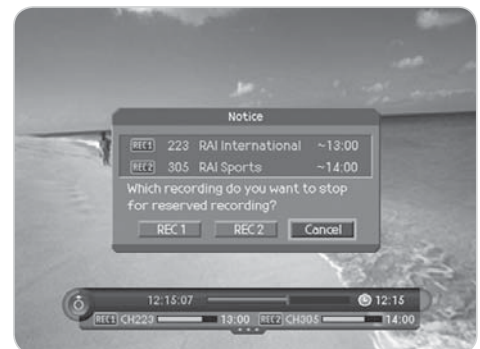 Notice
REC1 223 RAI International ~13:00
REC2 305 RAI Sports ~14:00
Which recording do you want to stop
for reserved recording?
REC 1 REC 2 Cancel
12:15:07 12:15
REC1 CH223 13:00 REC2 CH305 14:00